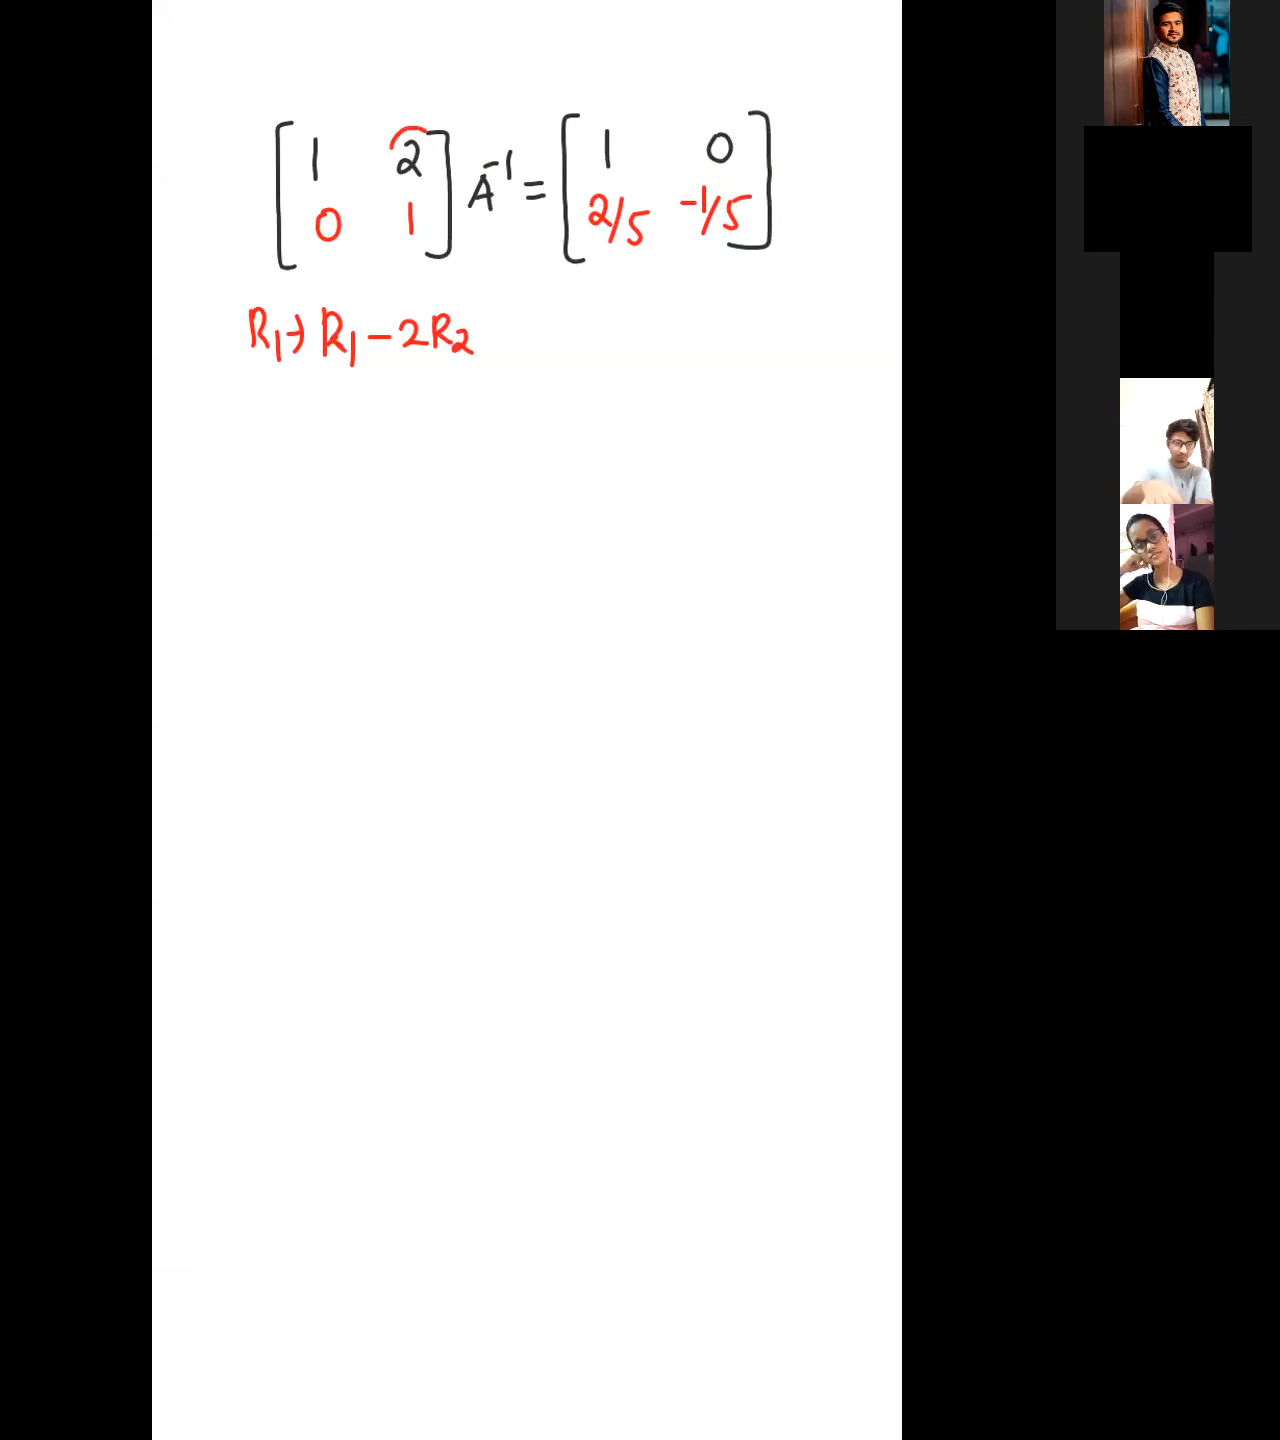 [1 2] A⁻¹ = [1 0]
[0 1] [2/5 -1/5]
R₁→ R₁ - 2R₂